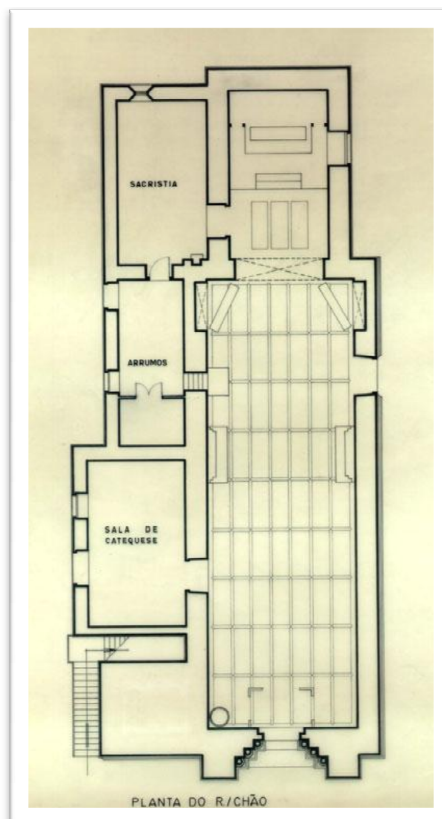 SACRISTIA
ARRUMOS
SALA DE
CATEQUESE
PLANTA DO R/CHÃO